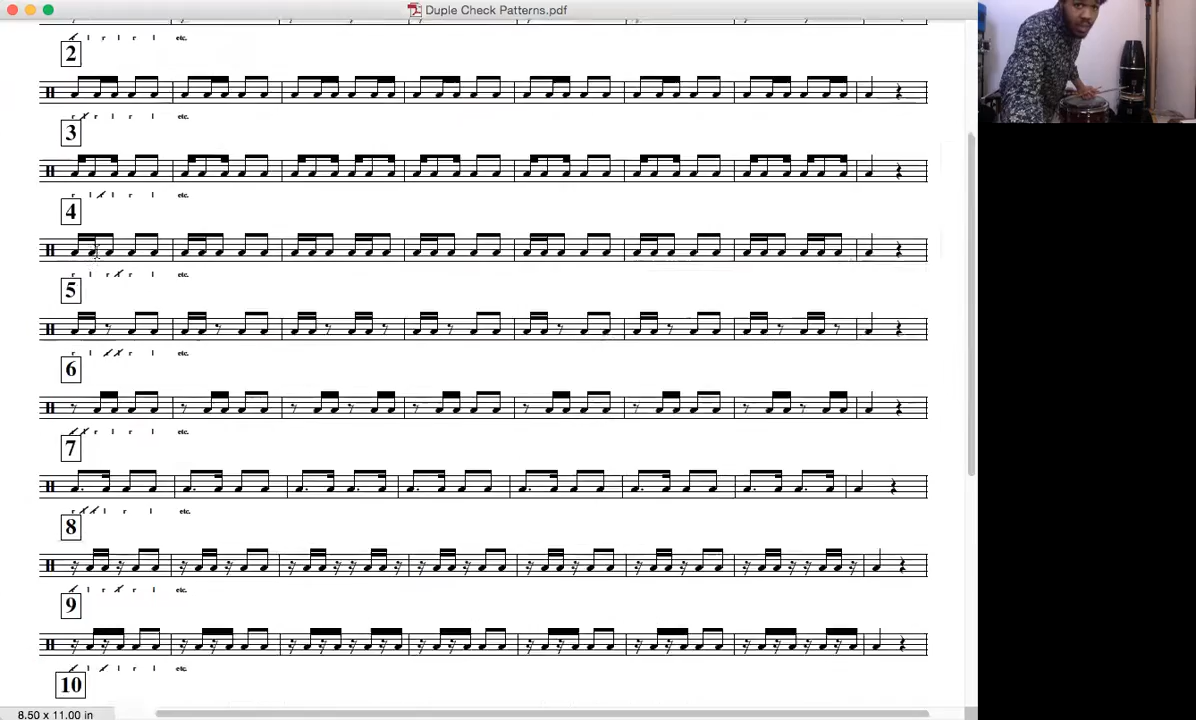 Duple Check Patterns.pdf
r l r l r l etc.
2
r r r l r l etc.
3
r l l l r l etc.
4
r l r l r l etc.
5
r l r l r l etc.
6
r l r l r l etc.
7
r l r l r l etc.
8
r l r l r l etc.
9
r l r l r l etc.
10
8.50 x 11.00 in